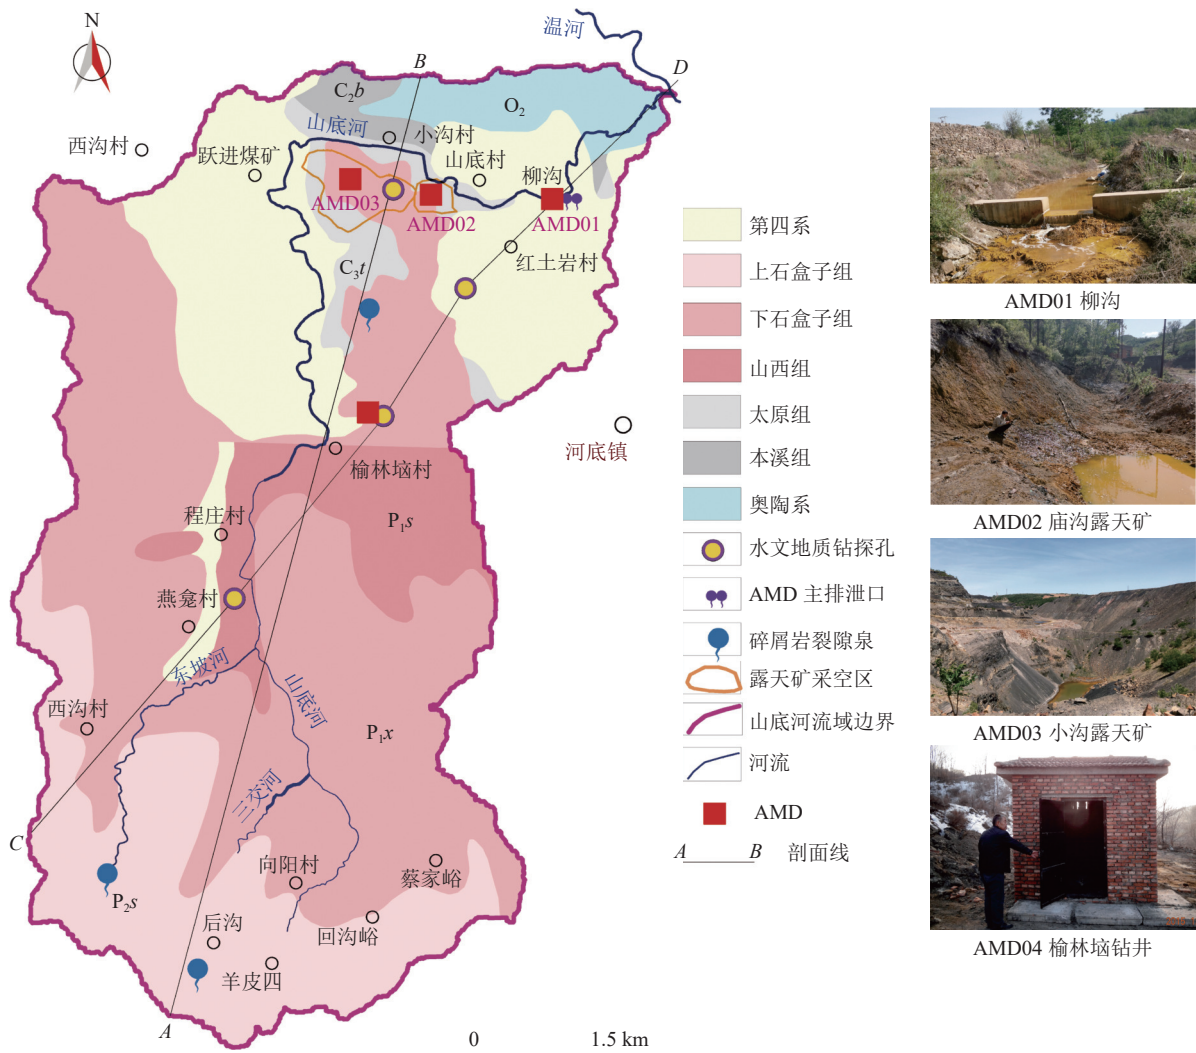 N
温河
B
D
C₂b
O₂
山底河
小沟村
西沟村
跃进煤矿
山底村
柳沟
AMD03
AMD02
AMD01
红土岩村
C₃t
河底镇
榆林垴村
P₁s
程庄村
燕龛村
东坡河
山底河
西沟村
P₁x
三交河
C
向阳村
蔡家峪
P₂s
后沟
回沟峪
羊皮四
A
0 1.5 km
第四系
上石盒子组
下石盒子组
山西组
太原组
本溪组
奥陶系
水文地质钻探孔
AMD 主排泄口
碎屑岩裂隙泉
露天矿采空区
山底河流域边界
河流
AMD
A B 剖面线
AMD01 柳沟
AMD02 庙沟露天矿
AMD03 小沟露天矿
AMD04 榆林垴钻井